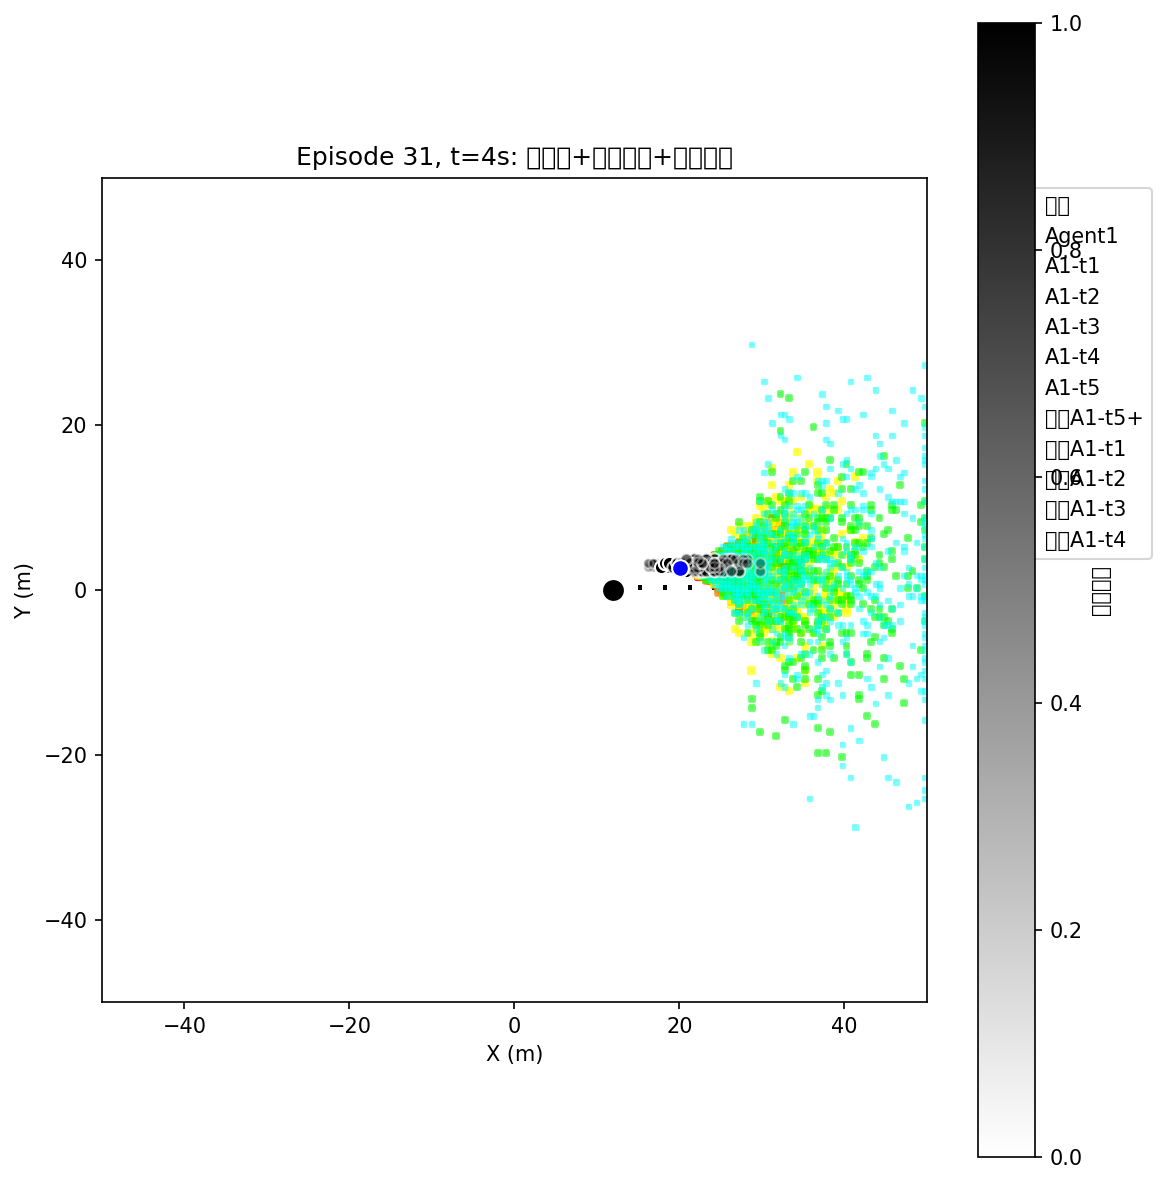 Episode 31, t=4s: □□□+□□□□+□□□□
40
20
0
−20
−40
Y (m)
−40
−20
0
20
40
X (m)
1.0
0.8
0.6
0.4
0.2
0.0
□□□□
□□
Agent1
A1-t1
A1-t2
A1-t3
A1-t4
A1-t5
□□A1-t5+
□□A1-t1
□□A1-t2
□□A1-t3
□□A1-t4